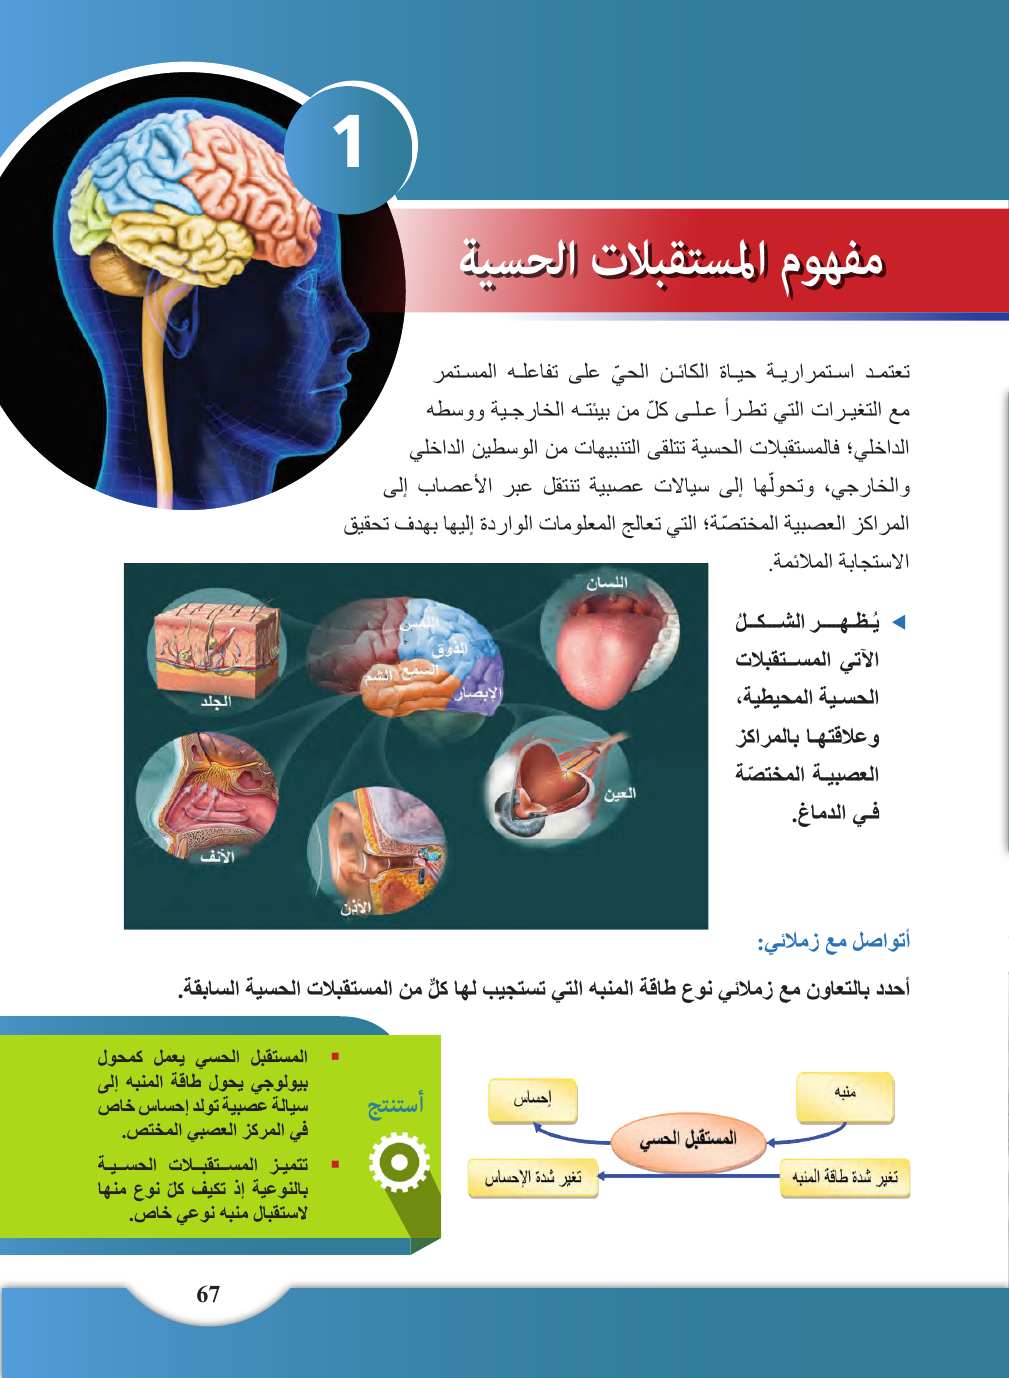 1
مفهوم المستقبلات الحسية
تعتمد استمرارية حياة الكائن الحيّ على تفاعله المستمر
مع التغيرات التي تطرأ على كلّ من بيئته الخارجية ووسطه
الداخلي؛ فالمستقبلات الحسية تتلقى التنبيهات من الوسطين الداخلي
والخارجي، وتحولّها إلى سيالات عصبية تنتقل عبر الأعصاب إلى
المراكز العصبية المختصّة؛ التي تعالج المعلومات الواردة إليها بهدف تحقيق
الاستجابة الملائمة.
يُظهر الشكلُ
الآتي المستقبلات
الحسية المحيطية،
وعلاقتها بالمراكز
العصبية المختصّة
في الدماغ.
اللسان
اللمس
الذوق
السمع
الشم
الإبصار
الجلد
العين
الأنف
الأذن
أتواصل مع زملائي:
أحدد بالتعاون مع زملائي نوع طاقة المنبه التي تستجيب لها كلٌّ من المستقبلات الحسية السابقة.
منبه
إحساس
المستقبل الحسي
تغير شدة طاقة المنبه
تغير شدة الإحساس
أستنتج
▪ المستقبل الحسي يعمل كمحول
بيولوجي يحول طاقة المنبه إلى
سيالة عصبية تولد إحساس خاص
في المركز العصبي المختص.
▪ تتميز المستقبلات الحسية
بالنوعية إذ تكيف كلّ نوع منها
لاستقبال منبه نوعي خاص.
67